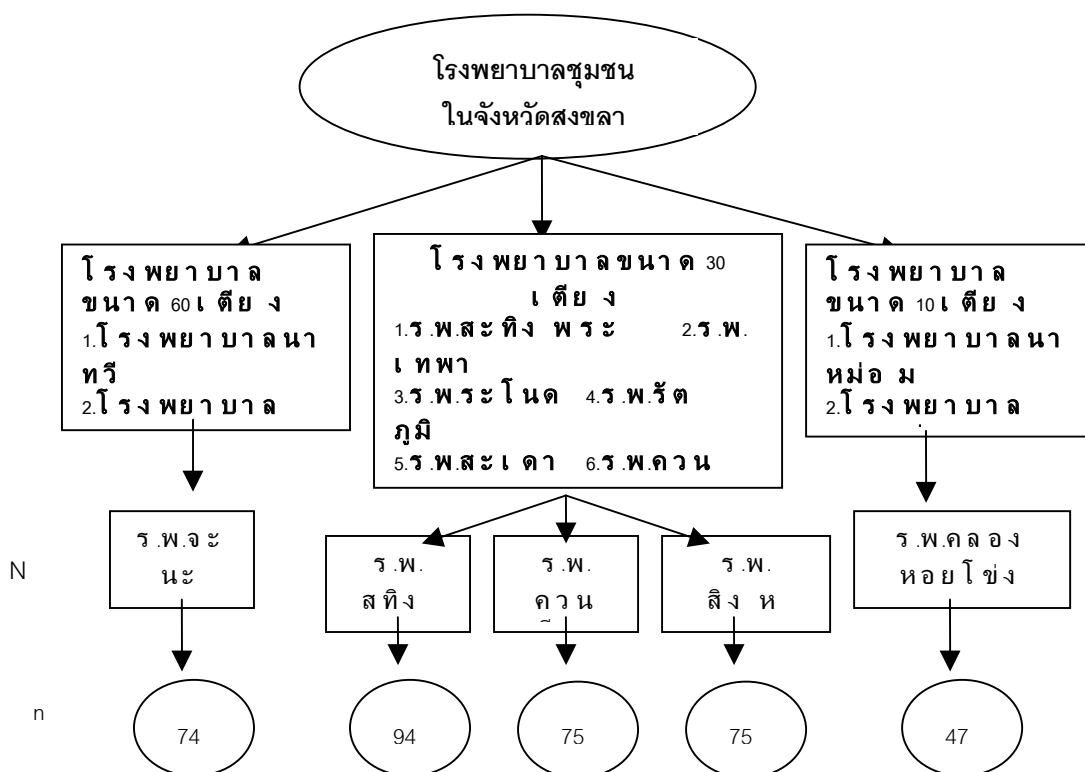 โรงพยาบาลชุมชน
ในจังหวัดสงขลา
โรงพยาบาล
ขนาด 60 เตียง
1.โรงพยาบาลนา
ทวี
2.โรงพยาบาล
โรงพยาบาลขนาด 30
เตียง
1.ร.พ.สะทิงพระ 2.ร.พ.
เทพา
3.ร.พ.ระโนด 4.ร.พ.รัต
ภูมิ
5.ร.พ.สะเดา 6.ร.พ.ควน
โรงพยาบาล
ขนาด 10 เตียง
1.โรงพยาบาลนา
หม่อม
2.โรงพยาบาล
N
ร.พ.จะ
นะ
ร.พ.
สทิง
ร.พ.
ควน
ร.พ.
สิงห
ร.พ.คลอง
หอยโข่ง
n
74
94
75
75
47